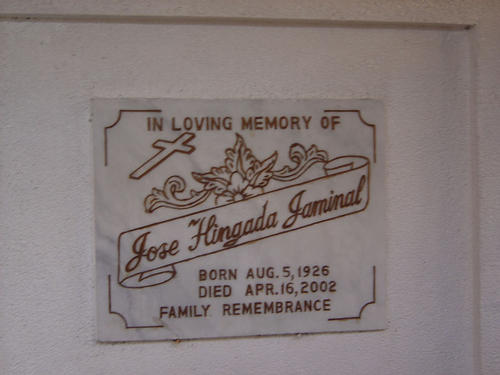 IN LOVING MEMORY OF
Jose Hingada Jaminal
BORN AUG. 5, 1926
DIED APR. 16, 2002
FAMILY REMEMBRANCE